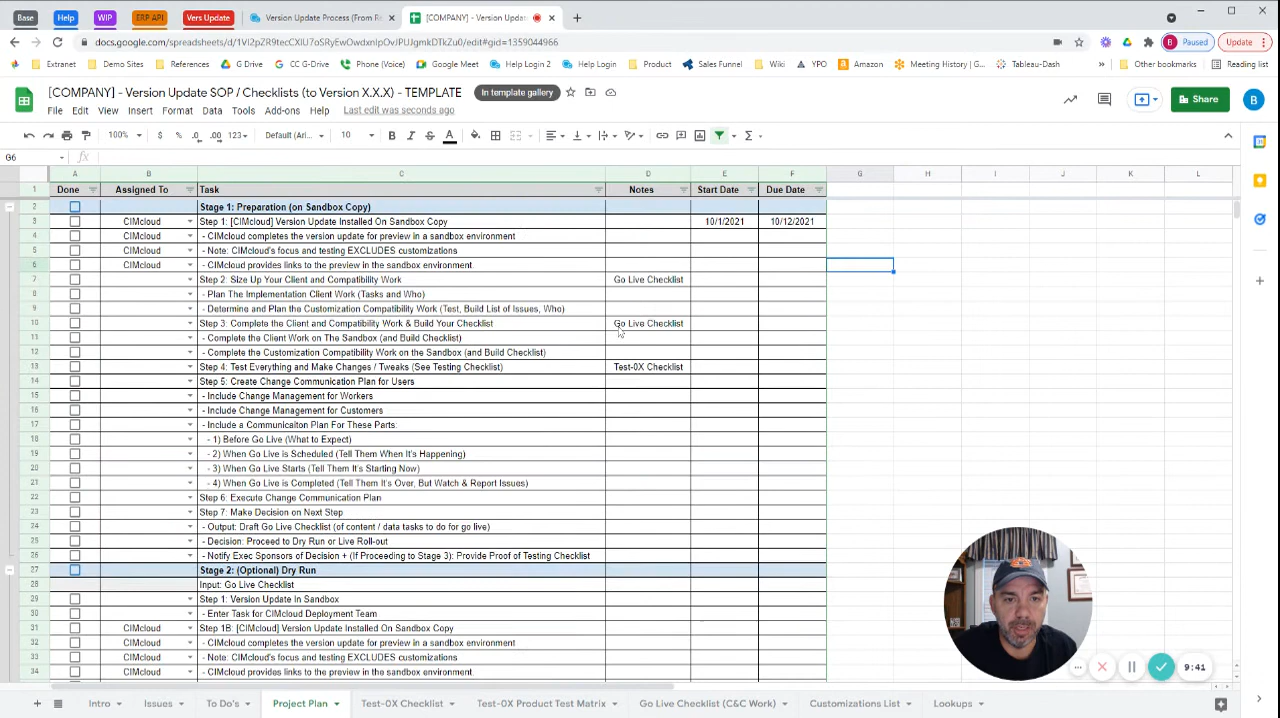 Base Help WIP ERP API Vers Update Version Update Process (From Re × [COMPANY] - Version Updat × +
Update
Paused
Extranet Demo Sites References G Drive CC G-Drive Phone (Voice) Google Meet Help Login 2 Help Login Product Sales Funnel Wiki YPO Amazon Meeting History | G... Tableau-Dash » Other bookmarks Reading list
[COMPANY] - Version Update SOP / Checklists (to Version X.X.X) - TEMPLATE In template gallery
File Edit View Insert Format Data Tools Add-ons Help Last edit was seconds ago
Share B
100% $ % .0 .00 123 Default (Ari... 10 B I S A
G6 fx
A B C D E F G H I J K L
1 Done Assigned To Task Notes Start Date Due Date
2 Stage 1: Preparation (on Sandbox Copy)
3 CIMcloud Step 1: [CIMcloud] Version Update Installed On Sandbox Copy 10/1/2021 10/12/2021
4 CIMcloud - CIMcloud completes the version update for preview in a sandbox environment
5 CIMcloud - Note: CIMcloud's focus and testing EXCLUDES customizations
6 CIMcloud - CIMcloud provides links to the preview in the sandbox environment
7 Step 2: Size Up Your Client and Compatibility Work Go Live Checklist
8 - Plan The Implementation Client Work (Tasks and Who)
9 - Determine and Plan the Customization Compatibility Work (Test, Build List of Issues, Who)
10 Step 3: Complete the Client and Compatibility Work & Build Your Checklist Go Live Checklist
11 - Complete the Client Work on The Sandbox (and Build Checklist)
12 - Complete the Customization Compatibility Work on the Sandbox (and Build Checklist)
13 Step 4: Test Everything and Make Changes / Tweaks (See Testing Checklist) Test-0X Checklist
14 Step 5: Create Change Communication Plan for Users
15 - Include Change Management for Workers
16 - Include Change Management for Customers
17 - Include a Communicaiton Plan For These Parts:
18 - 1) Before Go Live (What to Expect)
19 - 2) When Go Live is Scheduled (Tell Them When It's Happening)
20 - 3) When Go Live Starts (Tell Them It's Starting Now)
21 - 4) When Go Live is Completed (Tell Them It's Over, But Watch & Report Issues)
22 Step 6: Execute Change Communication Plan
23 Step 7: Make Decision on Next Step
24 - Output: Draft Go Live Checklist (of content / data tasks to do for go live)
25 - Decision: Proceed to Dry Run or Live Roll-out
26 - Notify Exec Sponsors of Decision + (If Proceeding to Stage 3): Provide Proof of Testing Checklist
27 Stage 2: (Optional) Dry Run
28 Input: Go Live Checklist
29 Step 1: Version Update In Sandbox
30 - Enter Task for CIMcloud Deployment Team
31 CIMcloud Step 1B: [CIMcloud] Version Update Installed On Sandbox Copy
32 CIMcloud - CIMcloud completes the version update for preview in a sandbox environment
33 CIMcloud - Note: CIMcloud's focus and testing EXCLUDES customizations
34 CIMcloud - CIMcloud provides links to the preview in the sandbox environment
9:41
Intro Issues To Do's Project Plan Test-0X Checklist Test-0X Product Test Matrix Go Live Checklist (C&C Work) Customizations List Lookups